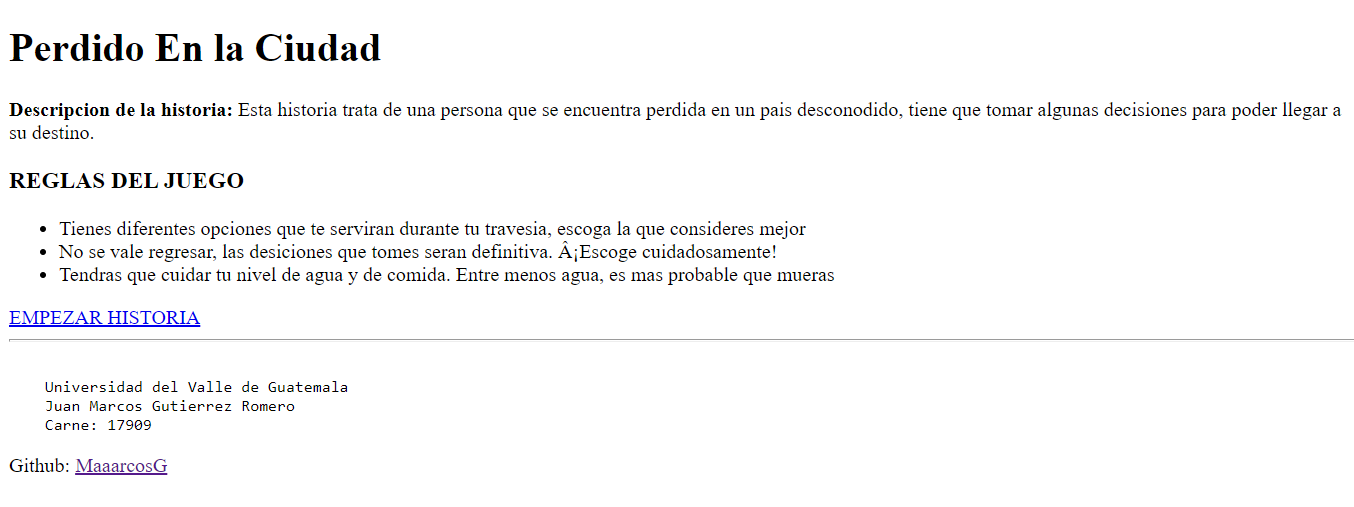 Perdido En la Ciudad
Descripcion de la historia: Esta historia trata de una persona que se encuentra perdida en un pais desconodido, tiene que tomar algunas decisiones para poder llegar a
su destino.
REGLAS DEL JUEGO
Tienes diferentes opciones que te serviran durante tu travesia, escoga la que consideres mejor
No se vale regresar, las desiciones que tomes seran definitiva. Â¡Escoge cuidadosamente!
Tendras que cuidar tu nivel de agua y de comida. Entre menos agua, es mas probable que mueras
EMPEZAR HISTORIA
Universidad del Valle de Guatemala
Juan Marcos Gutierrez Romero
Carne: 17909
Github: MaaarcosG